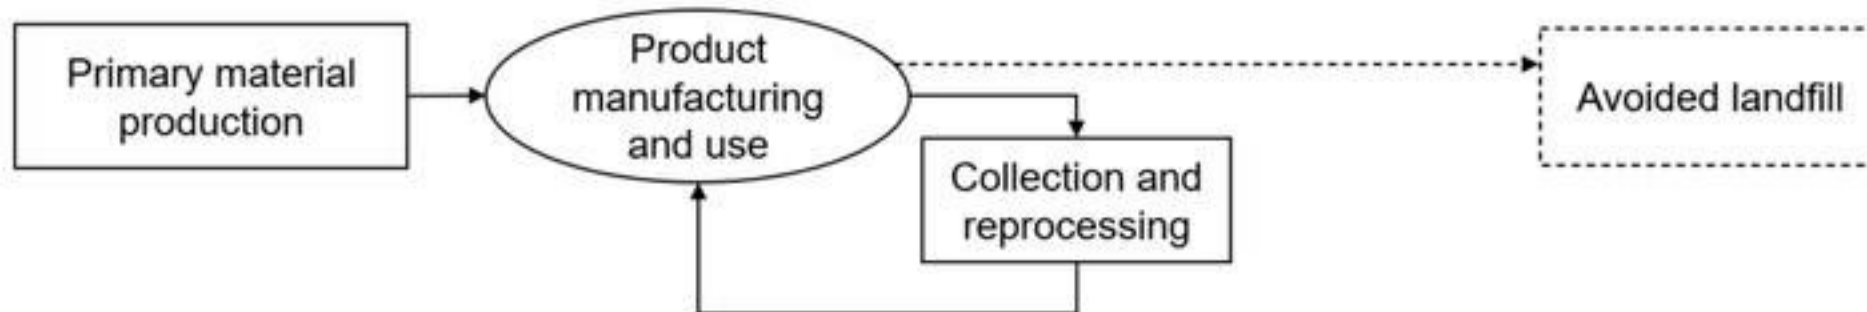 Primary material
production
Product
manufacturing
and use
Collection and
reprocessing
Avoided landfill